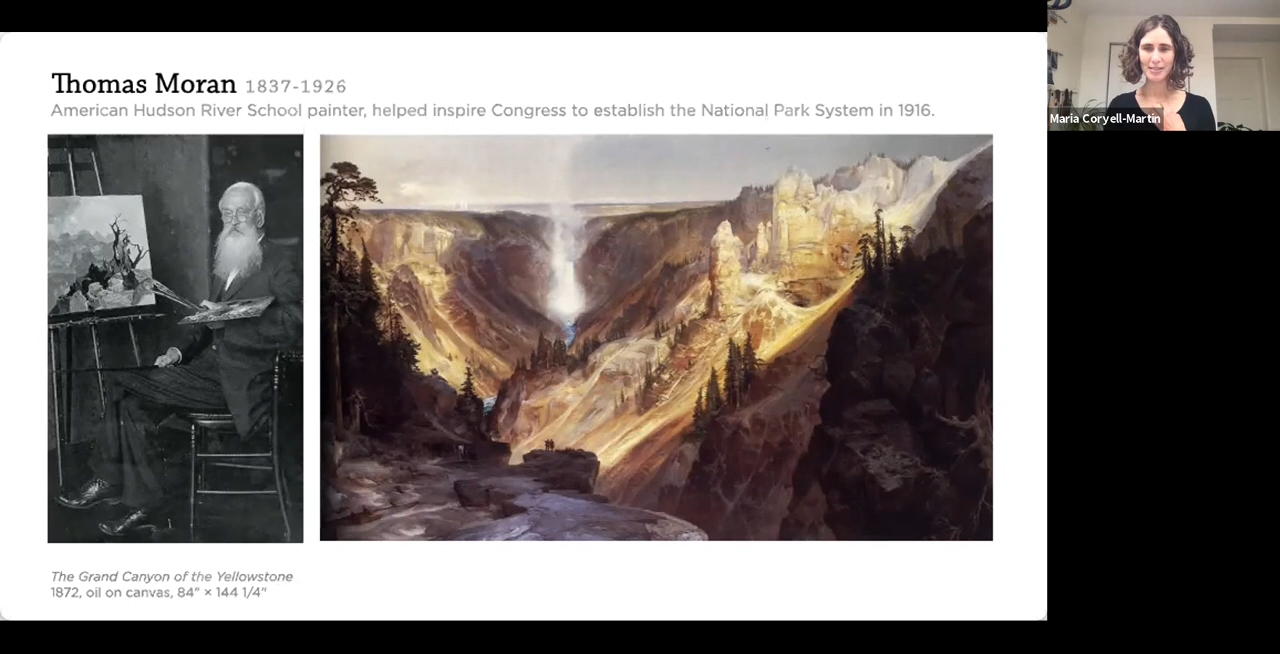 Thomas Moran 1837-1926
American Hudson River School painter, helped inspire Congress to establish the National Park System in 1916.
Maria Coryell-Martin
The Grand Canyon of the Yellowstone
1872, oil on canvas, 84" × 144 1/4"